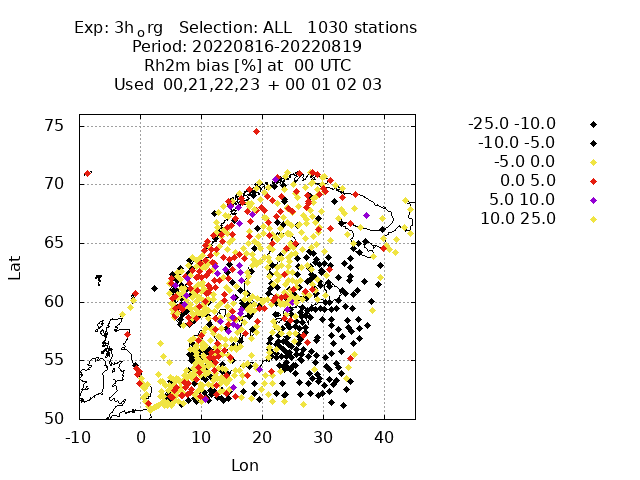 Exp: 3h_org   Selection: ALL   1030 stations
Period: 20220816-20220819
Rh2m bias [%] at  00 UTC
Used  00,21,22,23 + 00 01 02 03
-25.0 -10.0
-10.0 -5.0
-5.0 0.0
0.0 5.0
5.0 10.0
10.0 25.0
75
70
65
60
55
50
Lat
-10 0 10 20 30 40
Lon